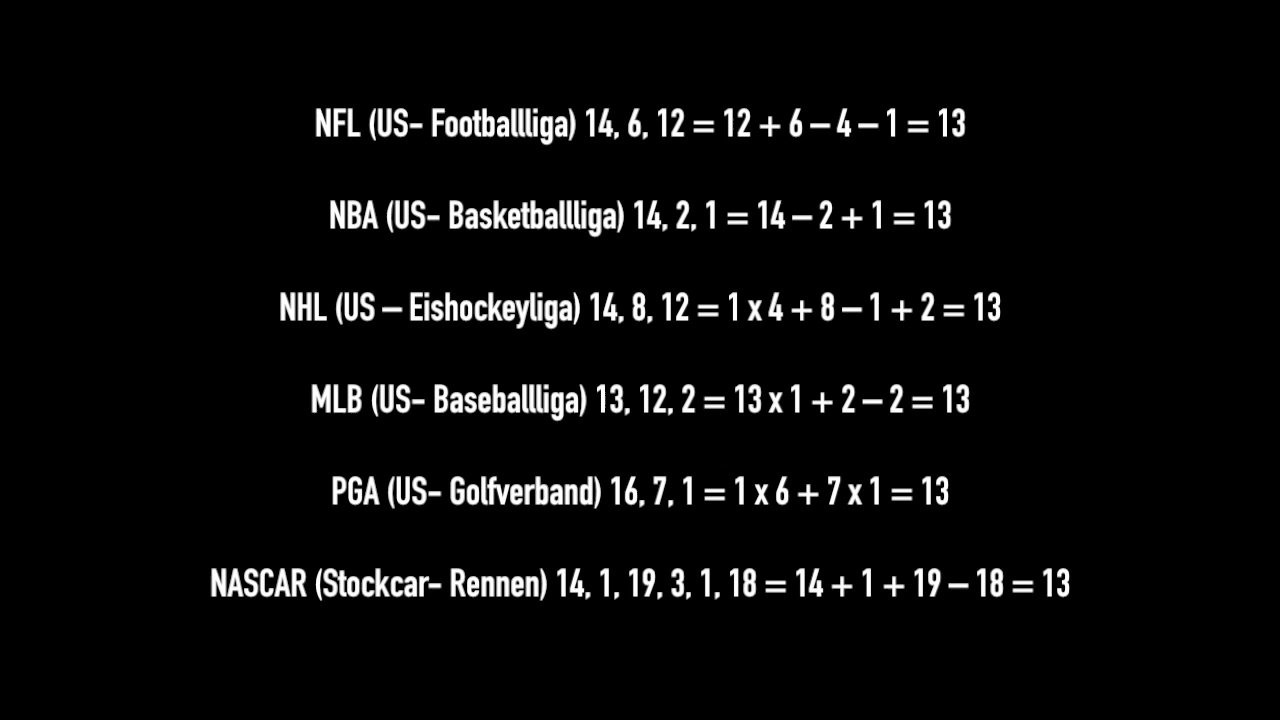 NFL (US- Footballliga) 14, 6, 12 = 12 + 6 – 4 – 1 = 13
NBA (US- Basketballliga) 14, 2, 1 = 14 – 2 + 1 = 13
NHL (US – Eishockeyliga) 14, 8, 12 = 1 x 4 + 8 – 1 + 2 = 13
MLB (US- Baseballliga) 13, 12, 2 = 13 x 1 + 2 – 2 = 13
PGA (US- Golfverband) 16, 7, 1 = 1 x 6 + 7 x 1 = 13
NASCAR (Stockcar- Rennen) 14, 1, 19, 3, 1, 18 = 14 + 1 + 19 – 18 = 13